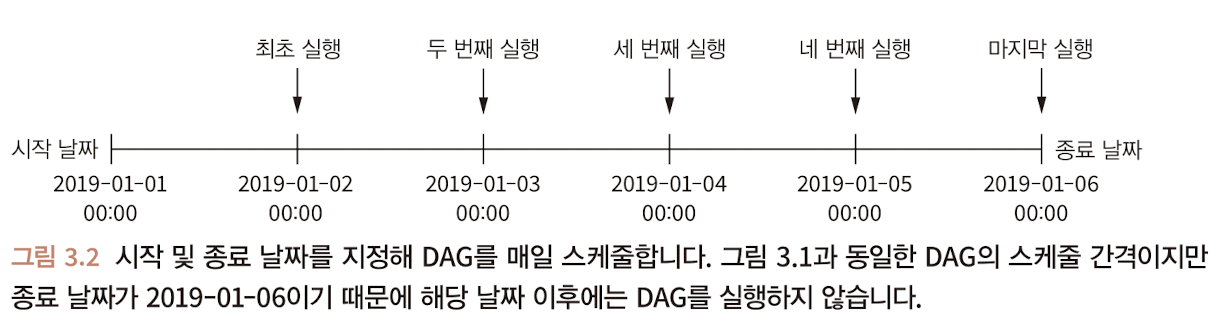 최초 실행 두 번째 실행 세 번째 실행 네 번째 실행 마지막 실행
시작 날짜 종료 날짜
2019-01-01 2019-01-02 2019-01-03 2019-01-04 2019-01-05 2019-01-06
00:00 00:00 00:00 00:00 00:00 00:00
그림 3.2 시작 및 종료 날짜를 지정해 DAG를 매일 스케줄합니다. 그림 3.1과 동일한 DAG의 스케줄 간격이지만
종료 날짜가 2019-01-06이기 때문에 해당 날짜 이후에는 DAG를 실행하지 않습니다.